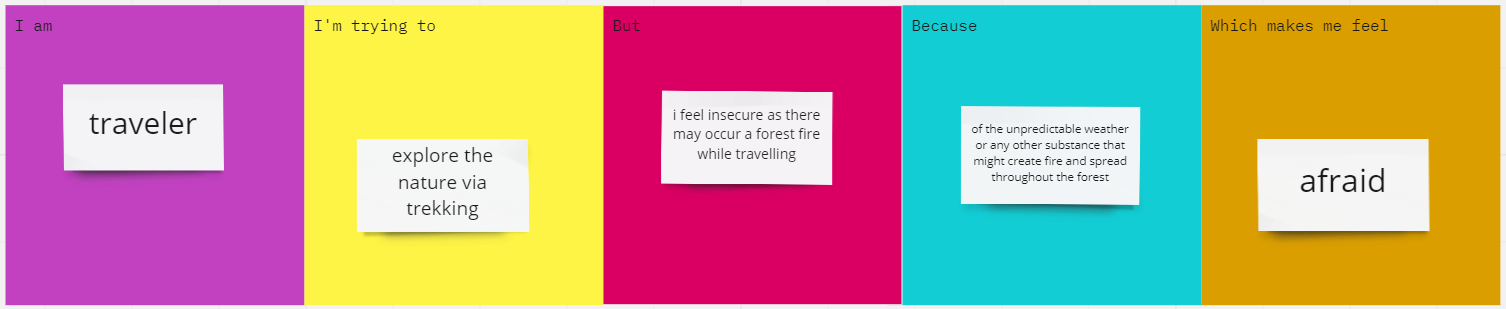 I am
traveler
I'm trying to
explore the
nature via
trekking
But
i feel insecure as there
may occur a forest fire
while travelling
Because
of the unpredictable weather
or any other substance that
might create fire and spread
throughout the forest
Which makes me feel
afraid